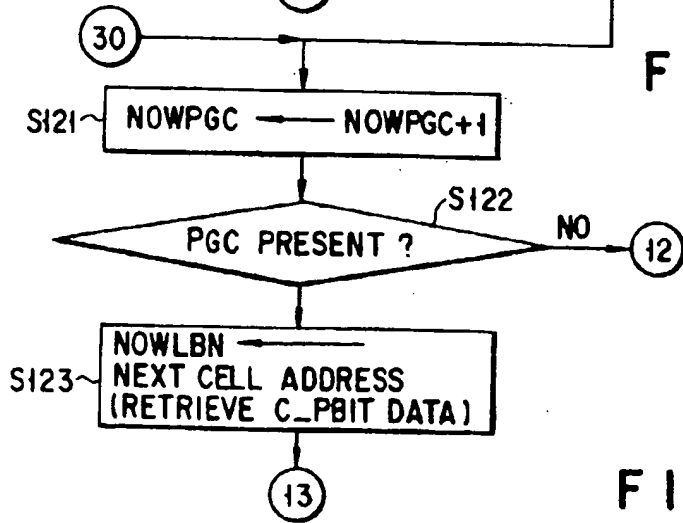 30
F
S121 NOWPGC ← NOWPGC+1
S122
PGC PRESENT ?
NO
12
S123
NOWLBN ←
NEXT CELL ADDRESS
(RETRIEVE C_PBIT DATA)
13
F I